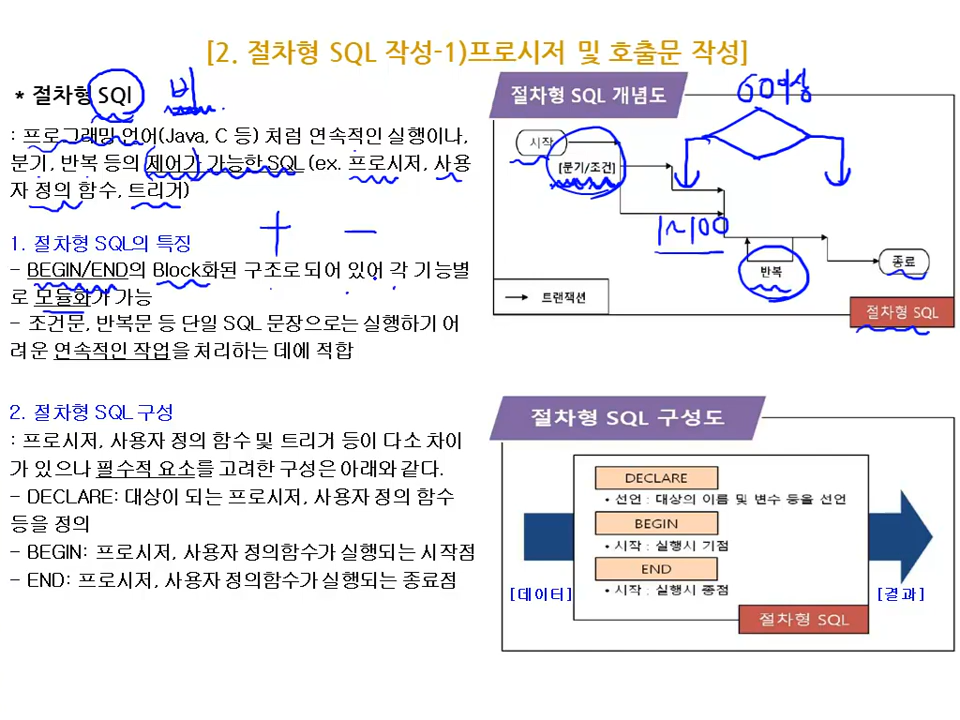 [2. 절차형 SQL 작성-1)프로시저 및 호출문 작성]
* 절차형 SQl 비
: 프로그래밍 언어(Java, C 등) 처럼 연속적인 실행이나,
분기, 반복 등의 제어가 가능한 SQL (ex. 프로시저, 사용
자 정의 함수, 트리거)
+ -
1. 절차형 SQL의 특징
- BEGIN/END의 Block화된 구조로 되어 있어 각 기능별
로 모듈화가 가능
- 조건문, 반복문 등 단일 SQL 문장으로는 실행하기 어
려운 연속적인 작업을 처리하는 데에 적합
2. 절차형 SQL 구성
: 프로시저, 사용자 정의 함수 및 트리거 등이 다소 차이
가 있으나 필수적 요소를 고려한 구성은 아래와 같다.
- DECLARE: 대상이 되는 프로시저, 사용자 정의 함수
등을 정의
- BEGIN: 프로시저, 사용자 정의함수가 실행되는 시작점
- END: 프로시저, 사용자 정의함수가 실행되는 종료점
절차형 SQL 개념도
60이상
시작
[분기/조건]
1~100
반복
종료
트랜잭션
절차형 SQL
절차형 SQL 구성도
DECLARE
• 선언 : 대상의 이름 및 변수 등을 선언
BEGIN
• 시작 : 실행시 기점
END
• 시작 : 실행시 종점
[데이터]
[결과]
절차형 SQL